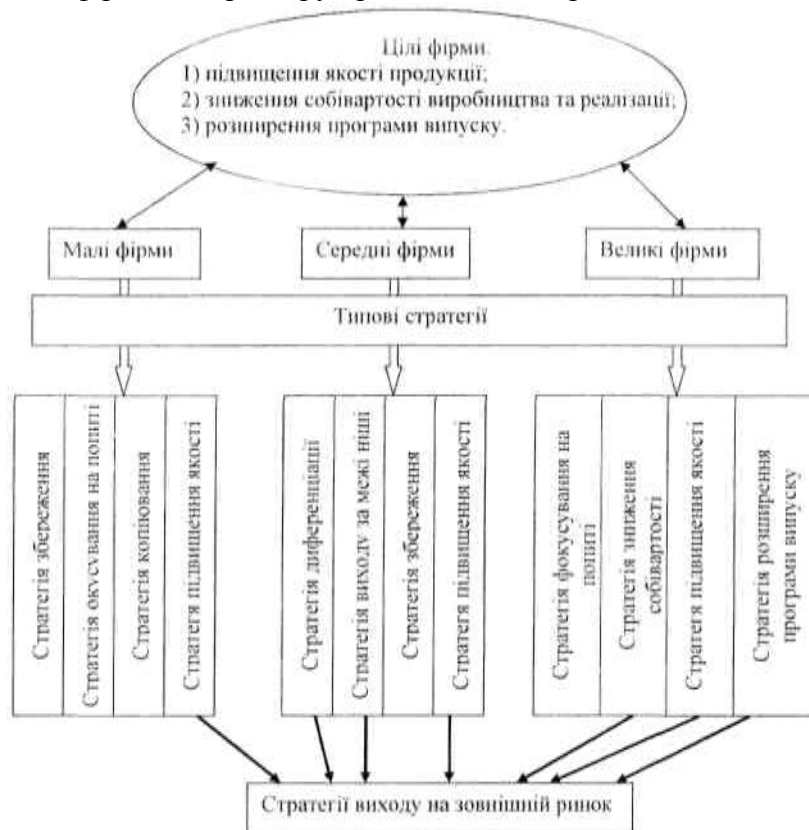 Цілі фірми
1) підвищення якості продукції;
2) зниження собівартості виробництва та реалізації;
3) розширення програми випуску.
Малі фірми
Середні фірми
Великі фірми
Типові стратегії
Стратегія збереження
Стратегія окусування на попиті
Стратегія копіювання
Стратегя підвищення якості
Стратегія диференціації
Стратегія виходу за межі ніші
Стратегія збереження
Стратегя підвищення якості
Стратегія фокусування на
попиті
Стратегія зниження
собівартості
Стратегія підвищення якості
Стратегія розширення
програми випуску
Стратегії виходу на зовнішній ринок